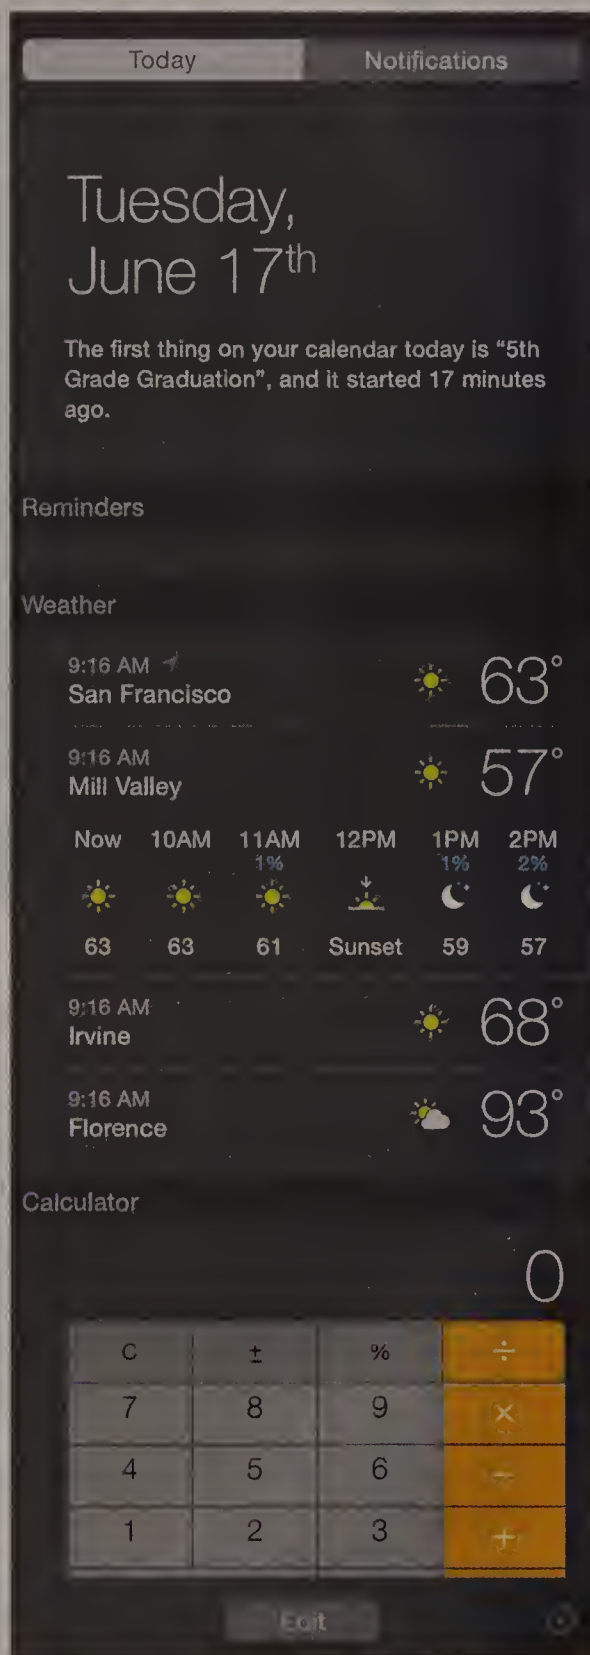 Today Notifications
Tuesday,
June 17th
The first thing on your calendar today is “5th
Grade Graduation”, and it started 17 minutes
ago.
Reminders
Weather
9:16 AM
San Francisco 63°
9:16 AM
Mill Valley 57°
Now 10AM 11AM 12PM 1PM 2PM
1% 1% 2%
63 63 61 Sunset 59 57
9:16 AM
Irvine 68°
9:16 AM
Florence 93°
Calculator
0
C ± % ÷
7 8 9 ×
4 5 6 −
1 2 3 +
Edit